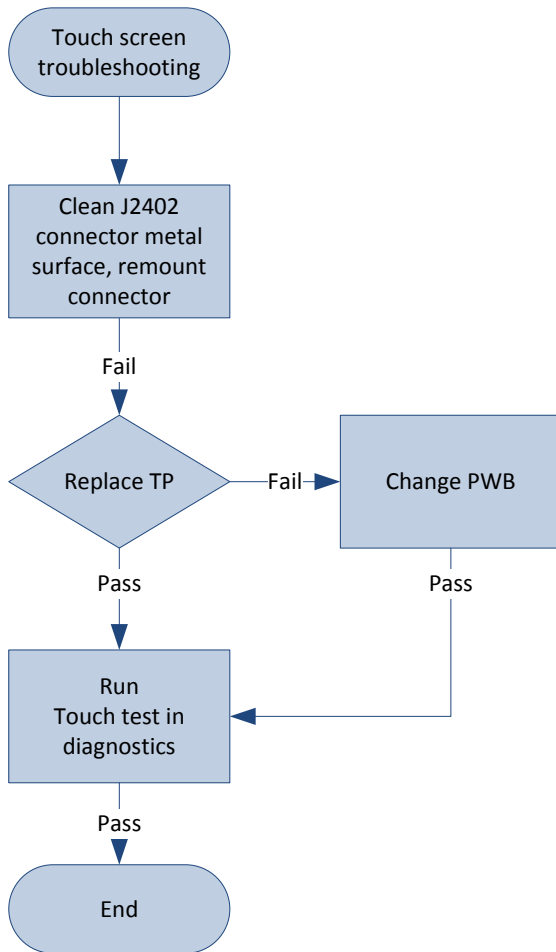 Touch screen
troubleshooting
Clean J2402
connector metal
surface, remount
connector
Fail
Replace TP
Fail
Change PWB
Pass
Pass
Run
Touch test in
diagnostics
Pass
End